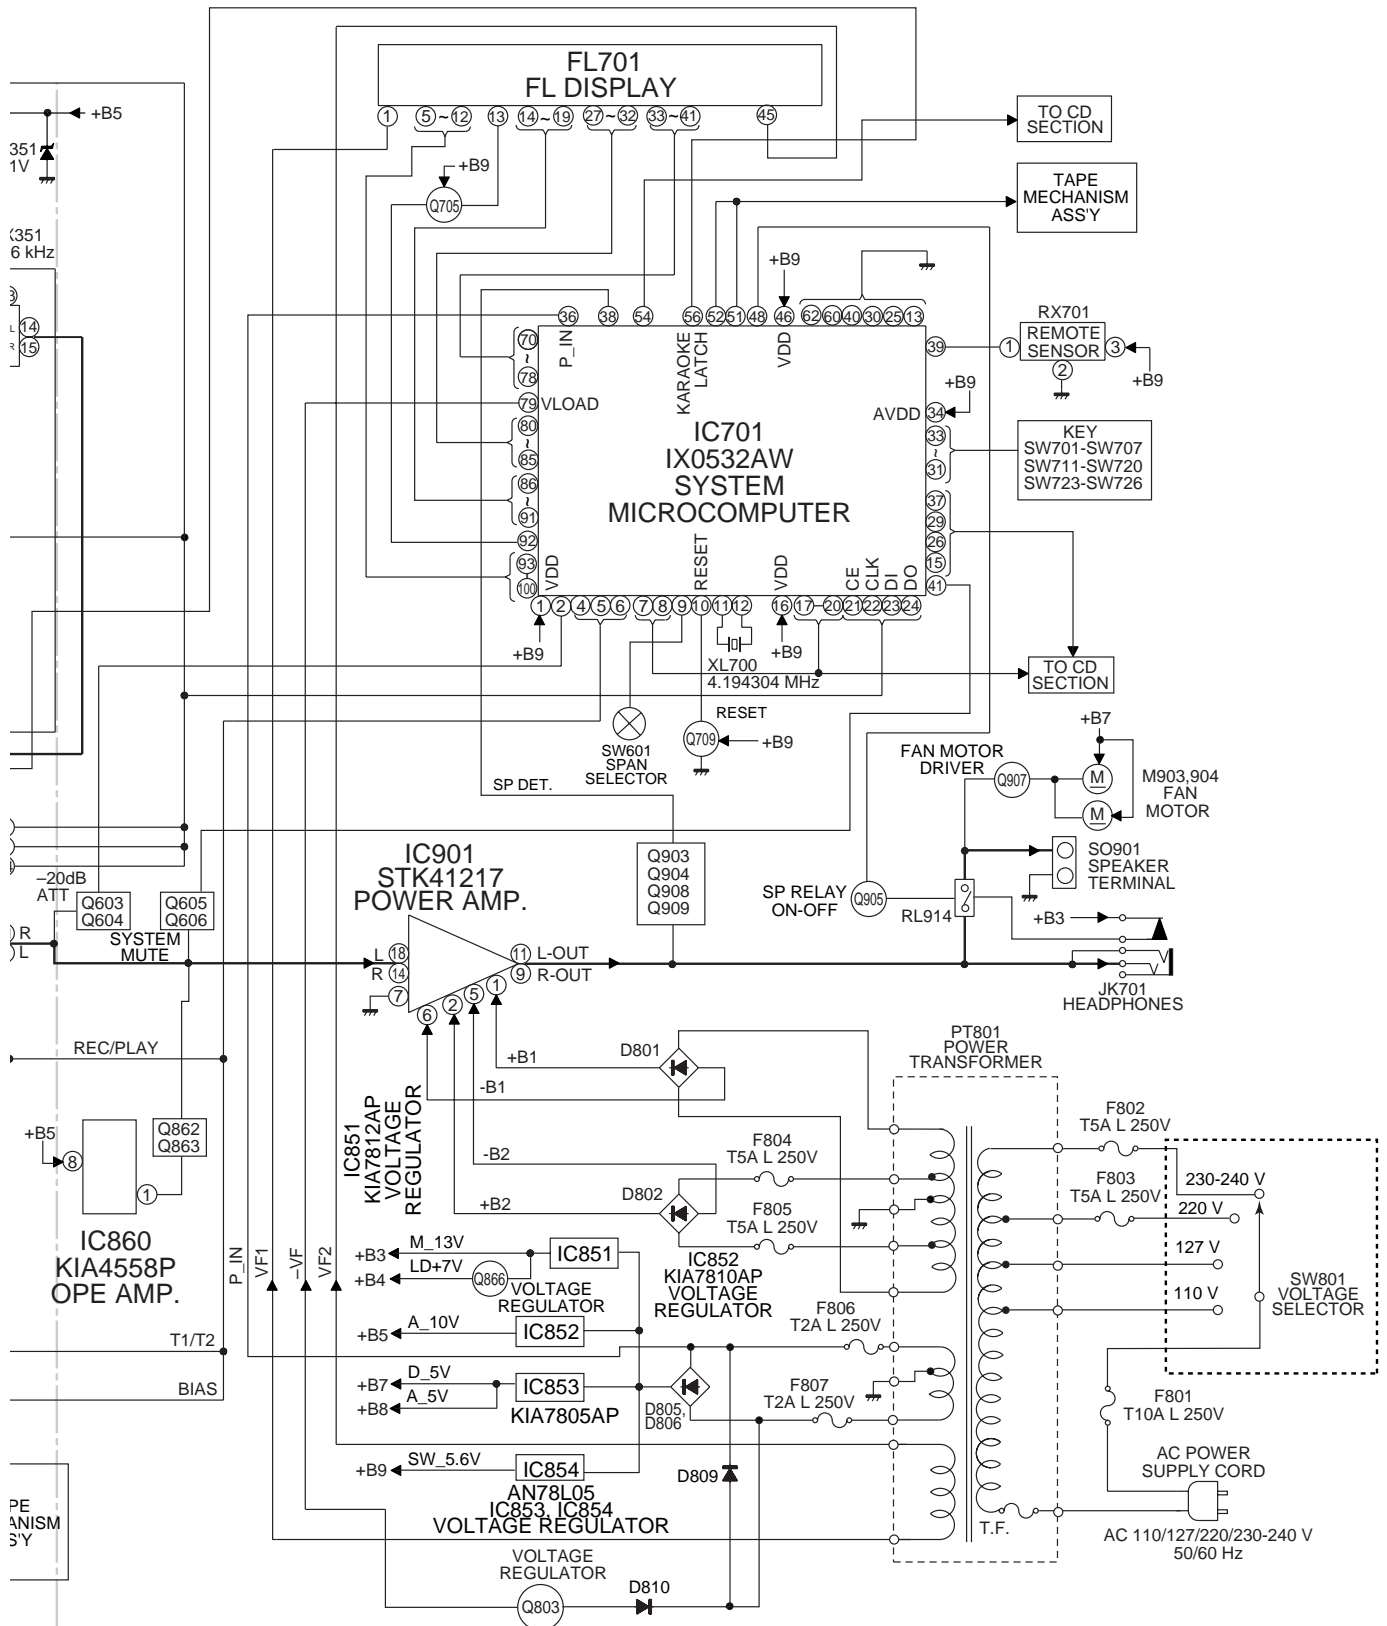 FL701
FL DISPLAY
1
5
~
12
13
14
~
19
27
~
32
33
~
41
45
+B5
351
1V
X351
6 kHz
L
14
R
15
+B9
Q705
TO CD
SECTION
TAPE
MECHANISM
ASS'Y
+B9
36
38
54
56
52
51
48
46
62
60
40
30
25
13
P_IN
KARAOKE
LATCH
VDD
70
~
78
79
VLOAD
80
~
85
86
~
91
92
93
100
IC701
IX0532AW
SYSTEM
MICROCOMPUTER
RX701
REMOTE
SENSOR
39
1
2
3
+B9
+B9
AVDD
34
33
~
31
KEY
SW701-SW707
SW711-SW720
SW723-SW726
37
29
26
15
41
VDD
RESET
VDD
CE
CLK
DI
DO
1
2
4
5
6
7
8
9
10
11
12
16
17
20
21
22
23
24
+B9
+B9
XL700
4.194304 MHz
TO CD
SECTION
SW601
SPAN
SELECTOR
RESET
Q709
+B9
SP DET.
+B7
FAN MOTOR
DRIVER
Q907
M
M
M903,904
FAN
MOTOR
SO901
SPEAKER
TERMINAL
–20dB
ATT
Q603
Q604
Q605
Q606
SYSTEM
MUTE
R
L
IC901
STK41217
POWER AMP.
L
18
R
14
7
6
2
5
1
11
L-OUT
9
R-OUT
Q903
Q904
Q908
Q909
SP RELAY
ON-OFF
Q905
RL914
+B3
JK701
HEADPHONES
REC/PLAY
+B1
-B1
D801
PT801
POWER
TRANSFORMER
+B5
8
1
Q862
Q863
IC860
KIA4558P
OPE AMP.
IC851
KIA7812AP
VOLTAGE
REGULATOR
-B2
+B2
D802
F804
T5A L 250V
F805
T5A L 250V
F802
T5A L 250V
F803
T5A L 250V
230-240 V
220 V
127 V
110 V
SW801
VOLTAGE
SELECTOR
P_IN
VF1
–VF
VF2
+B3
M_13V
IC851
+B4
LD+7V
Q866
VOLTAGE
REGULATOR
IC852
KIA7810AP
VOLTAGE
REGULATOR
+B5
A_10V
IC852
F806
T2A L 250V
F807
T2A L 250V
T1/T2
BIAS
+B7
D_5V
IC853
+B8
A_5V
KIA7805AP
D805,
D806
F801
T10A L 250V
+B9
SW_5.6V
IC854
AN78L05
IC853, IC854
VOLTAGE REGULATOR
D809
AC POWER
SUPPLY CORD
T.F.
AC 110/127/220/230-240 V
50/60 Hz
PE
ANISM
S'Y
VOLTAGE
REGULATOR
Q803
D810